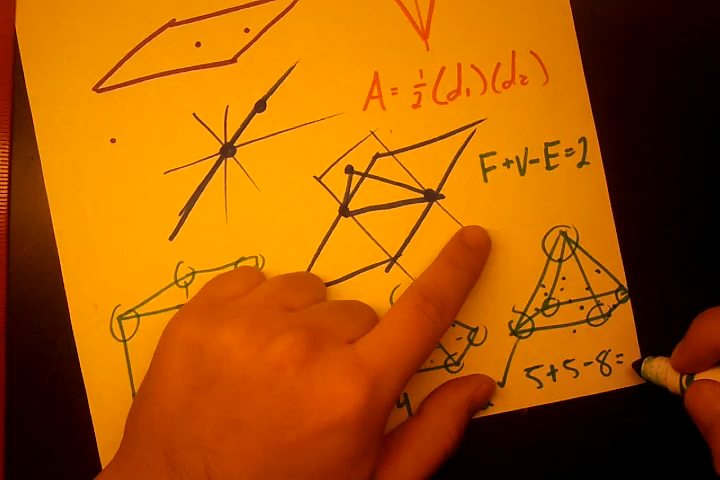 A = ½(d₁)(d₂)
F+V-E=2
5+5-8=